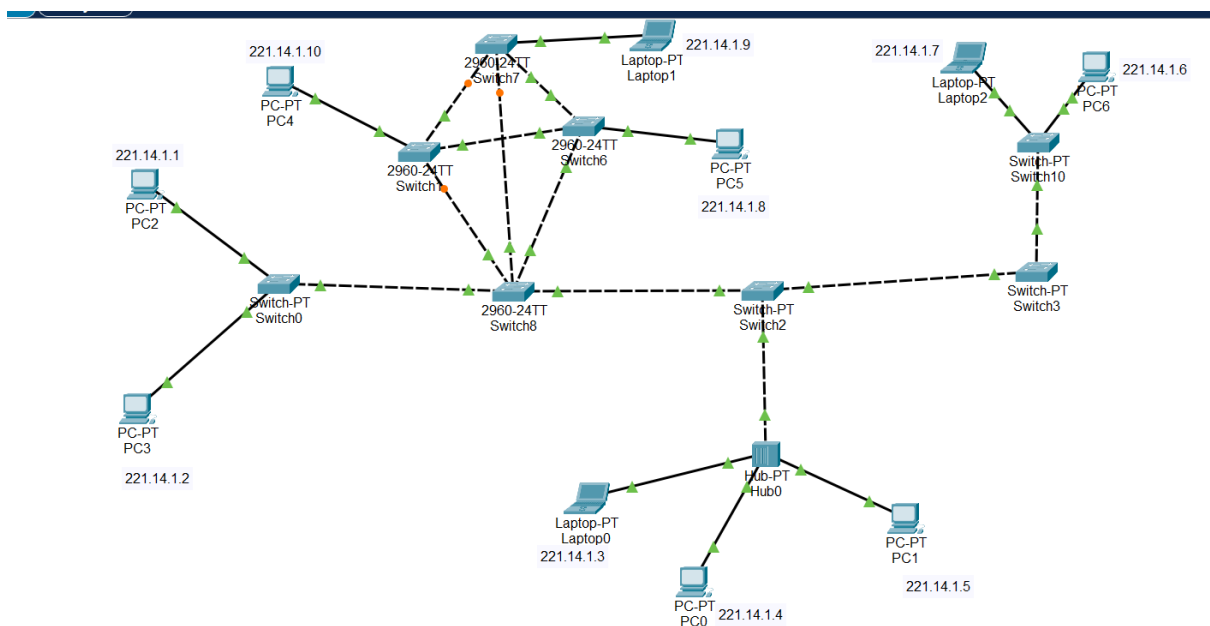 221.14.1.10
2960-24TT
Switch7
Laptop-PT
Laptop1
221.14.1.9
221.14.1.7
Laptop-PT
Laptop2
PC-PT
PC6
221.14.1.6
PC-PT
PC4
2960-24TT
Switch6
PC-PT
PC5
221.14.1.8
Switch-PT
Switch10
221.14.1.1
PC-PT
PC2
2960-24TT
Switch-PT
Switch0
2960-24TT
Switch8
Switch-PT
Switch2
Switch-PT
Switch3
PC-PT
PC3
221.14.1.2
Hub-PT
Hub0
Laptop-PT
Laptop0
221.14.1.3
PC-PT
PC1
221.14.1.5
PC-PT
PC0
221.14.1.4